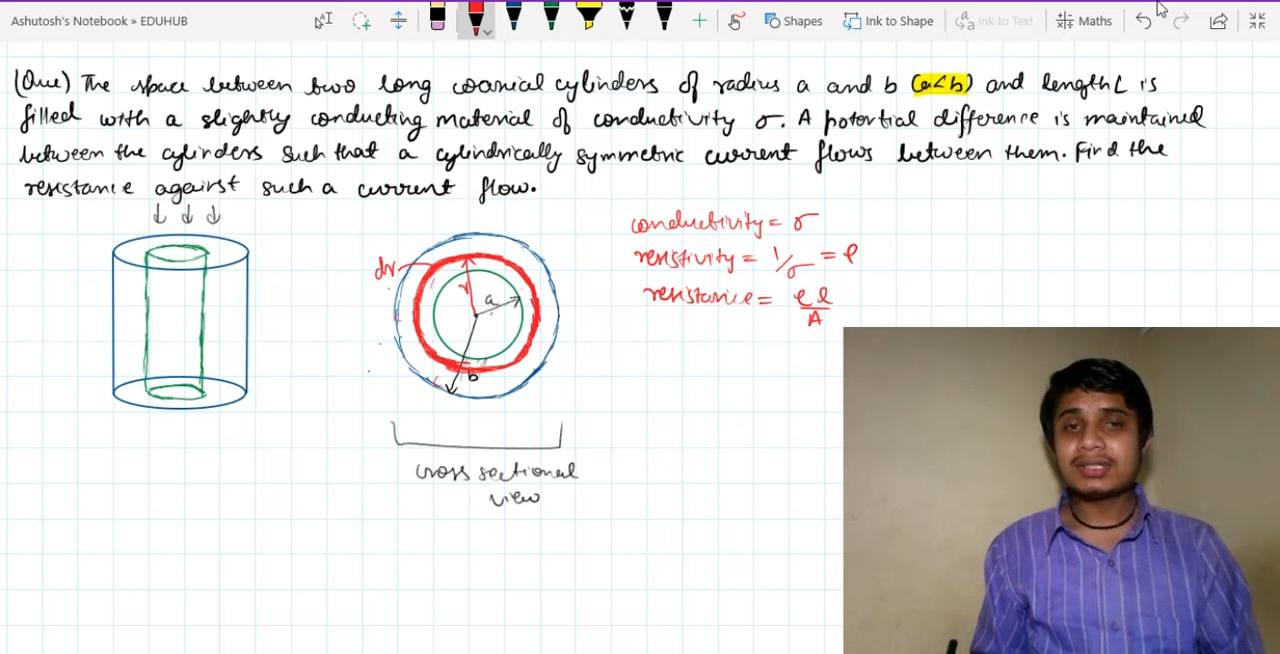 Ashutosh's Notebook » EDUHUB
Shapes
Ink to Shape
Ink to Text
Maths
(Que) The space between two long coaxial cylinders of radius a and b (a<b) and length L is
filled with a slightly conducting material of conductivity σ. A potential difference is maintained
between the cylinders such that a cylindrically symmetric current flows between them. Find the
resistance against such a current flow.
conductivity = σ
resistivity = 1/σ = ρ
resistance = ρl/A
dr
r
a
b
cross sectional
view